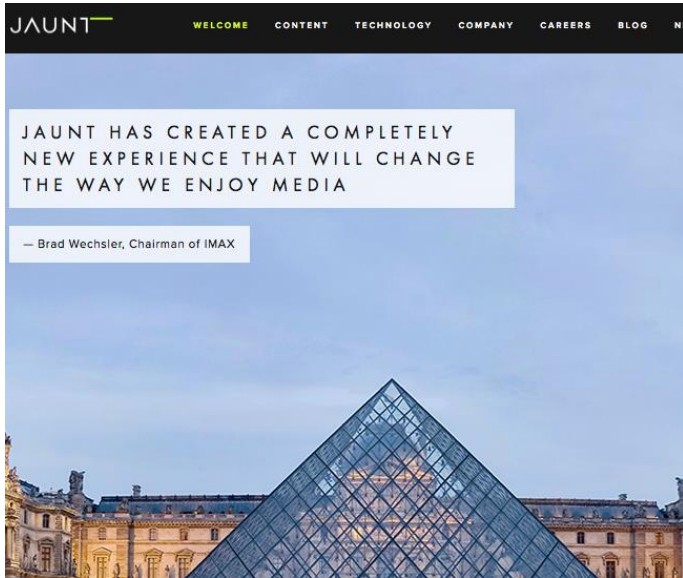 JAUNT
WELCOME CONTENT TECHNOLOGY COMPANY CAREERS BLOG
JAUNT HAS CREATED A COMPLETELY
NEW EXPERIENCE THAT WILL CHANGE
THE WAY WE ENJOY MEDIA
— Brad Wechsler, Chairman of IMAX